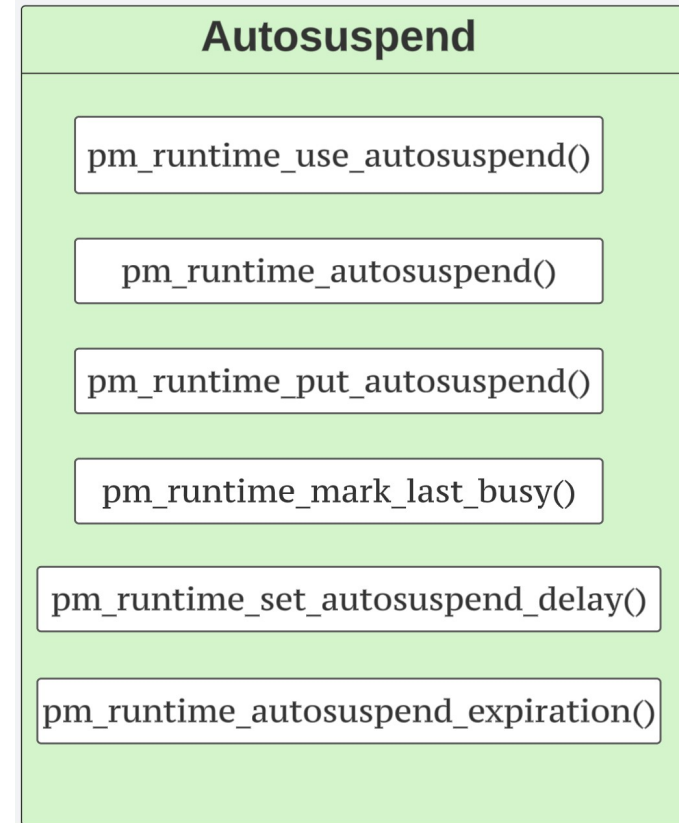 Autosuspend
pm_runtime_use_autosuspend()
pm_runtime_autosuspend()
pm_runtime_put_autosuspend()
pm_runtime_mark_last_busy()
pm_runtime_set_autosuspend_delay()
pm_runtime_autosuspend_expiration()